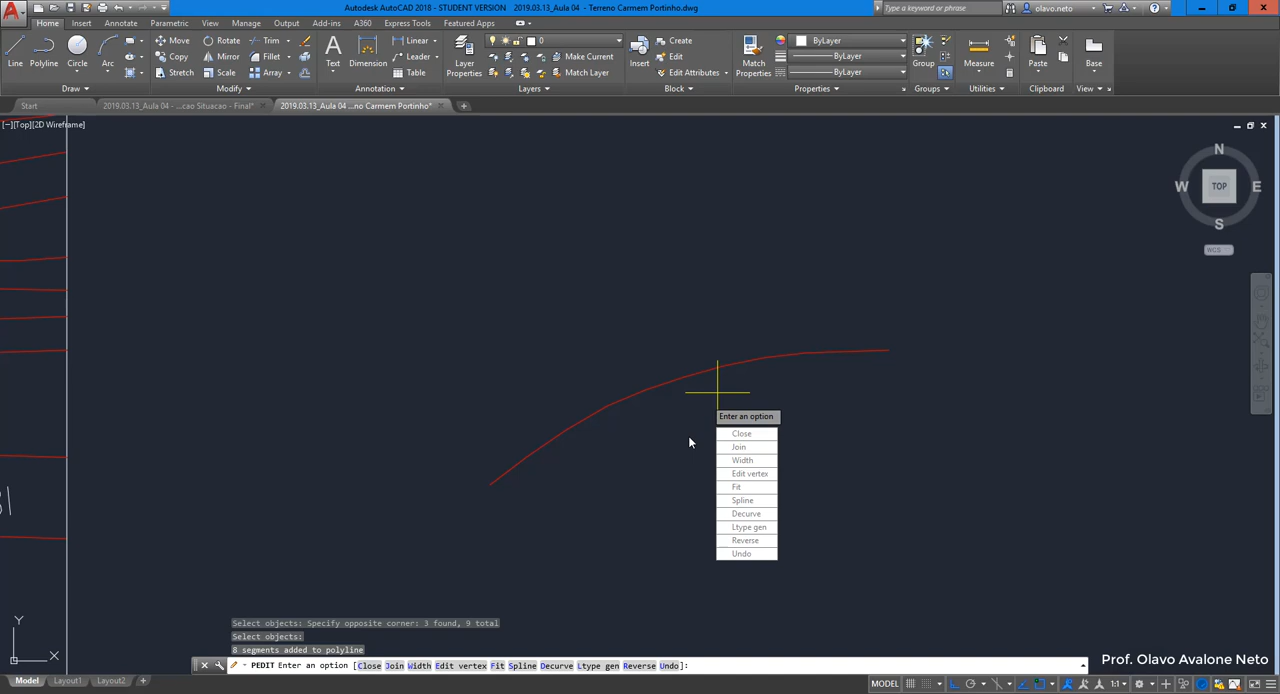 Autodesk AutoCAD 2018 - STUDENT VERSION 2019.03.13_Aula 04 - Terreno Carmem Portinho.dwg
Type a keyword or phrase
olavo.neto
Home Insert Annotate Parametric View Manage Output Add-ins A360 Express Tools Featured Apps
Line Polyline Circle Arc
Move Rotate Trim
Copy Mirror Fillet
Stretch Scale Array
Text Dimension
Linear
Leader
Table
Layer Properties
0
Make Current
Match Layer
Insert
Create
Edit
Edit Attributes
Match Properties
ByLayer
ByLayer
ByLayer
Group Measure Paste Base
Draw Modify Annotation Layers Block Properties Groups Utilities Clipboard View
Start 2019.03.13_Aula 04 - ...cao Situacao - Final* 2019.03.13_Aula 04 ...no Carmem Portinho*
[−][Top][2D Wireframe]
N
W TOP E
S
WCS
Enter an option
Close
Join
Width
Edit vertex
Fit
Spline
Decurve
Ltype gen
Reverse
Undo
Y
X
Select objects: Specify opposite corner: 3 found, 9 total
Select objects:
8 segments added to polyline
PEDIT Enter an option [Close Join Width Edit vertex Fit Spline Decurve Ltype gen Reverse Undo]:
Prof. Olavo Avalone Neto
Model Layout1 Layout2
MODEL 1:1